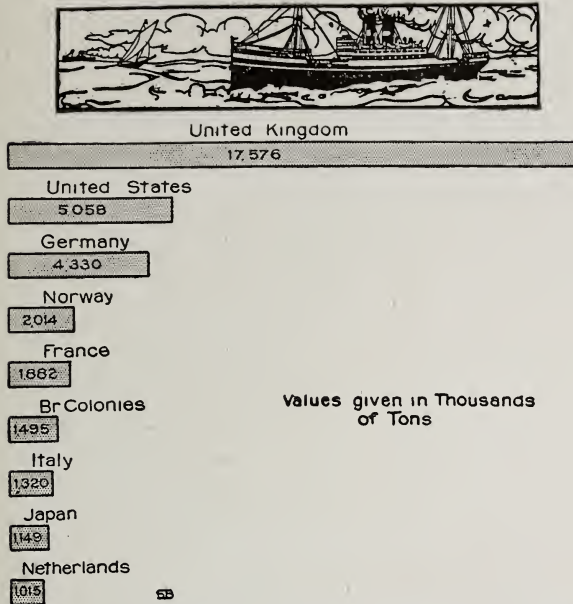 United Kingdom
17,576
United States
5,058
Germany
4,330
Norway
2,014
France
1,882
Br Colonies
1,495
Italy
1,320
Japan
1,149
Netherlands
1,015
Values given in Thousands
of Tons
SB